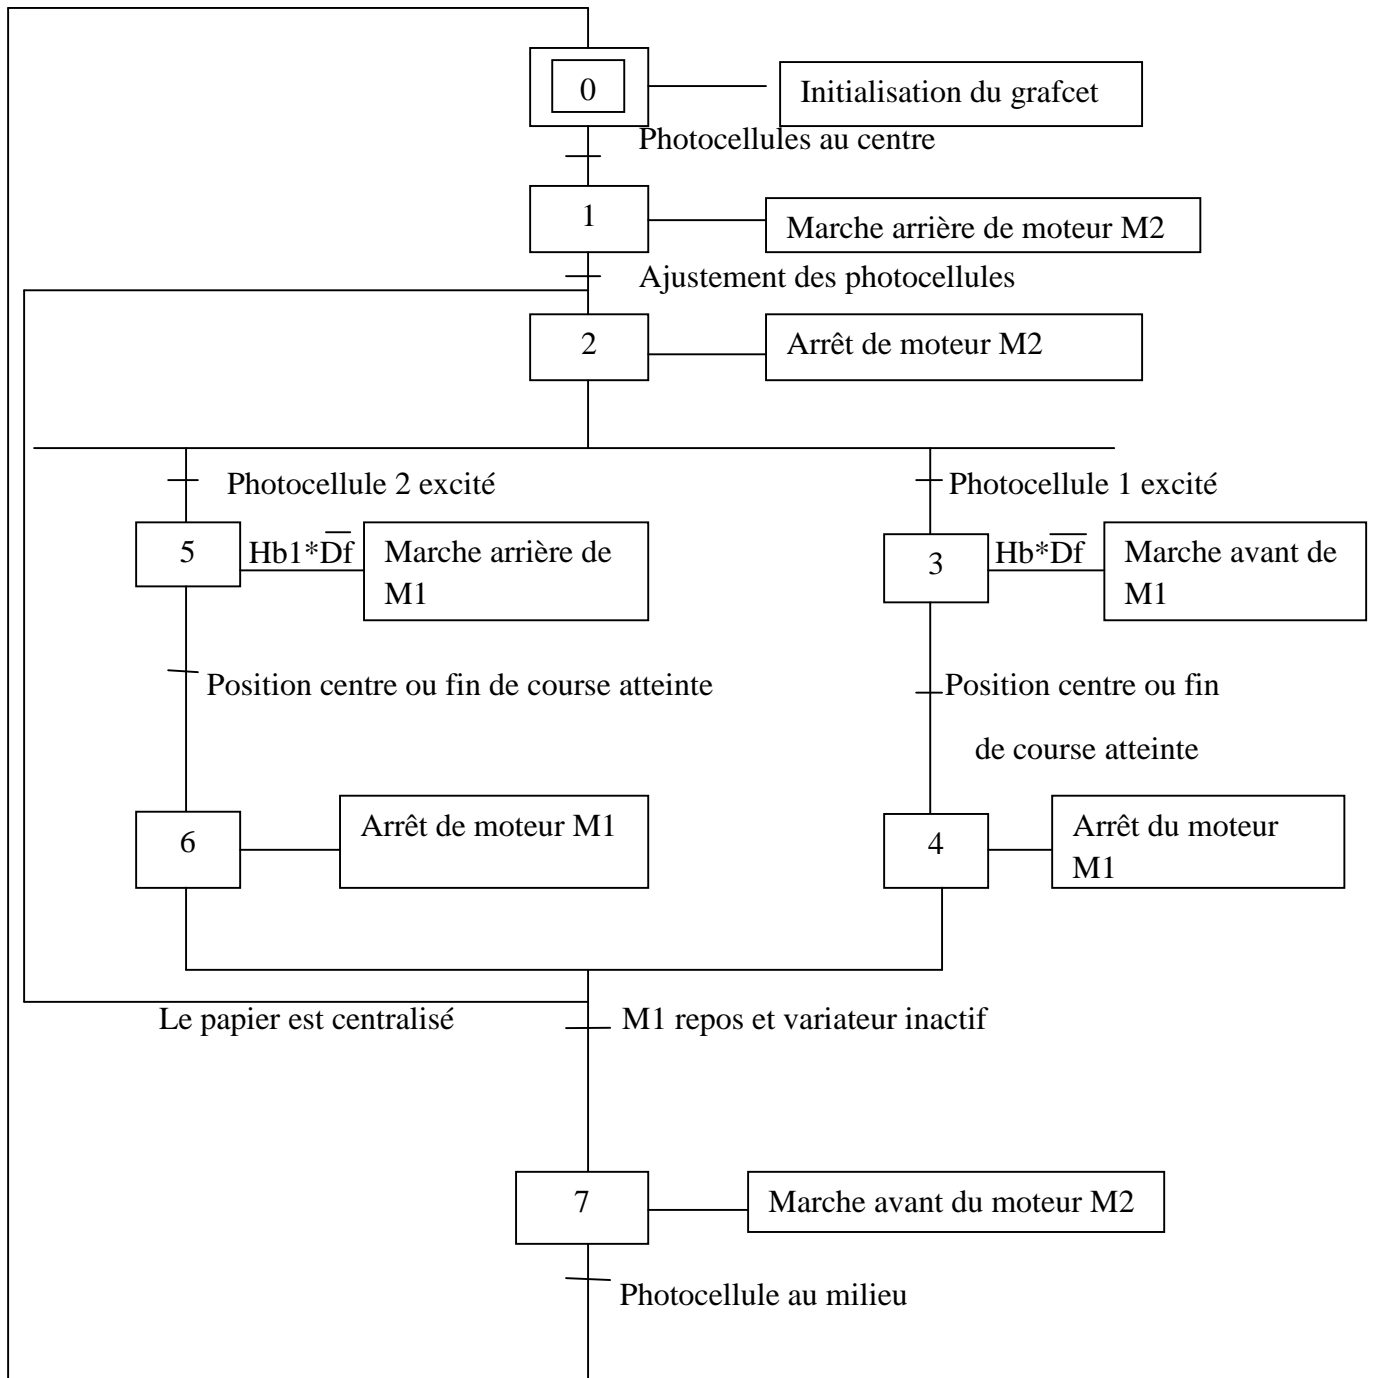 0
Initialisation du grafcet
Photocellules au centre
1
Marche arrière de moteur M2
Ajustement des photocellules
2
Arrêt de moteur M2
Photocellule 2 excité
Photocellule 1 excité
5
Hb1*D̅f̅
Marche arrière de
M1
3
Hb*D̅f̅
Marche avant de
M1
Position centre ou fin de course atteinte
Position centre ou fin
de course atteinte
6
Arrêt de moteur M1
4
Arrêt du moteur
M1
Le papier est centralisé
M1 repos et variateur inactif
7
Marche avant du moteur M2
Photocellule au milieu